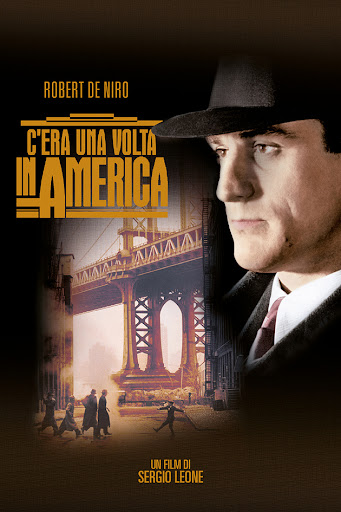 ROBERT DE NIRO
C'ERA UNA VOLTA
IN AMERICA
UN FILM DI
SERGIO LEONE